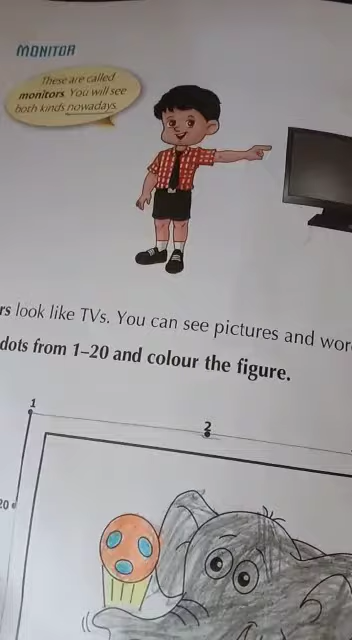 MONITOR
These are called
monitors. You will see
both kinds nowadays.
rs look like TVs. You can see pictures and wor
dots from 1–20 and colour the figure.
1
2
20